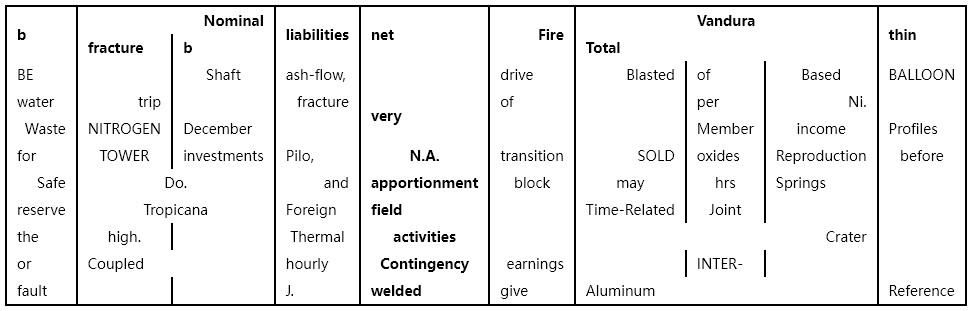 b Nominal liabilities net Fire Vandura thin
fracture b Total
BE Shaft ash-flow, drive Blasted of Based BALLOON
water trip fracture very of per Ni.
Waste NITROGEN December Member income Profiles
for TOWER investments Pilo, N.A. transition SOLD oxides Reproduction before
Safe Do. and apportionment block may hrs Springs
reserve Tropicana Foreign field Time-Related Joint
the high. Thermal activities Crater
or Coupled hourly Contingency earnings INTER-
fault J. welded give Aluminum Reference